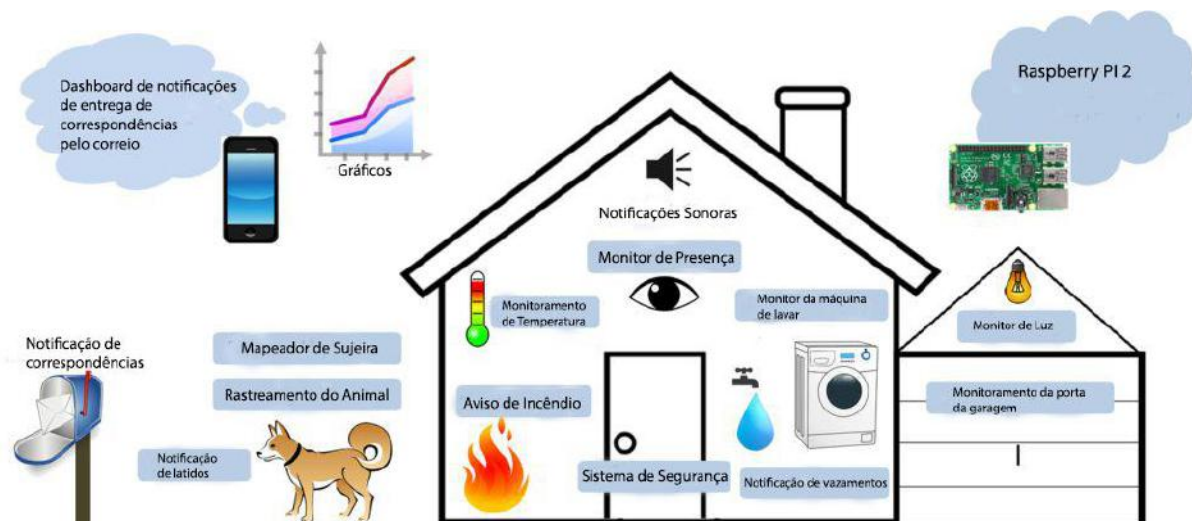 Dashboard de notificações
de entrega de
correspondências
pelo correio
Gráficos
Raspberry PI 2
Notificações Sonoras
Monitor de Presença
Monitoramento
de Temperatura
Monitor da máquina
de lavar
Monitor de Luz
Notificação de
correspondências
Mapeador de Sujeira
Rastreamento do Animal
Aviso de Incêndio
Monitoramento da porta
da garagem
Notificação
de latidos
Sistema de Segurança
Notificação de vazamentos